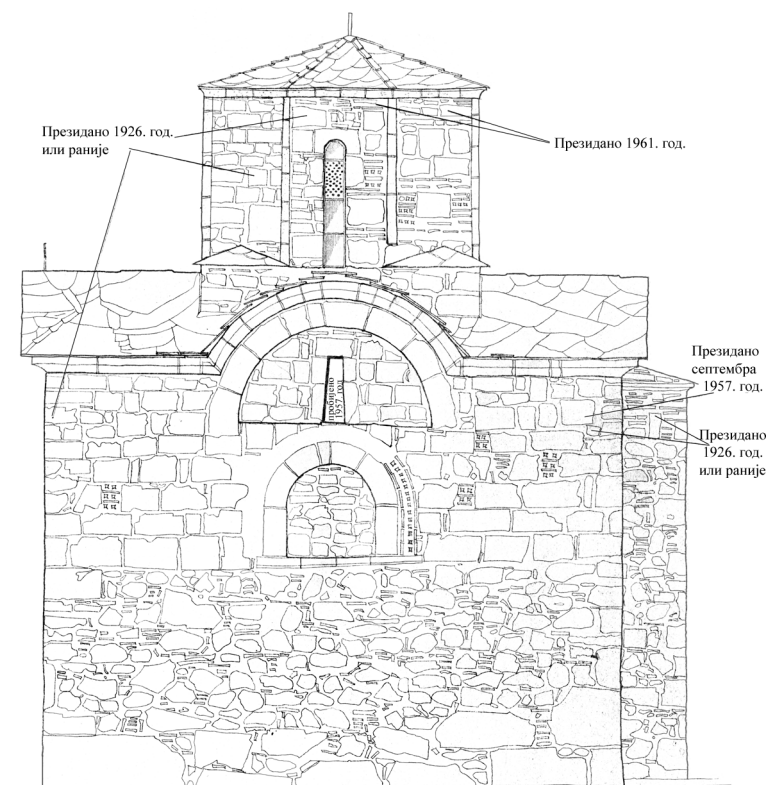 Президано 1926. год.
или раније
Президано 1961. год.
Президано
септембра
1957. год.
Президано
1926. год.
или раније
пробијено
1957. год.